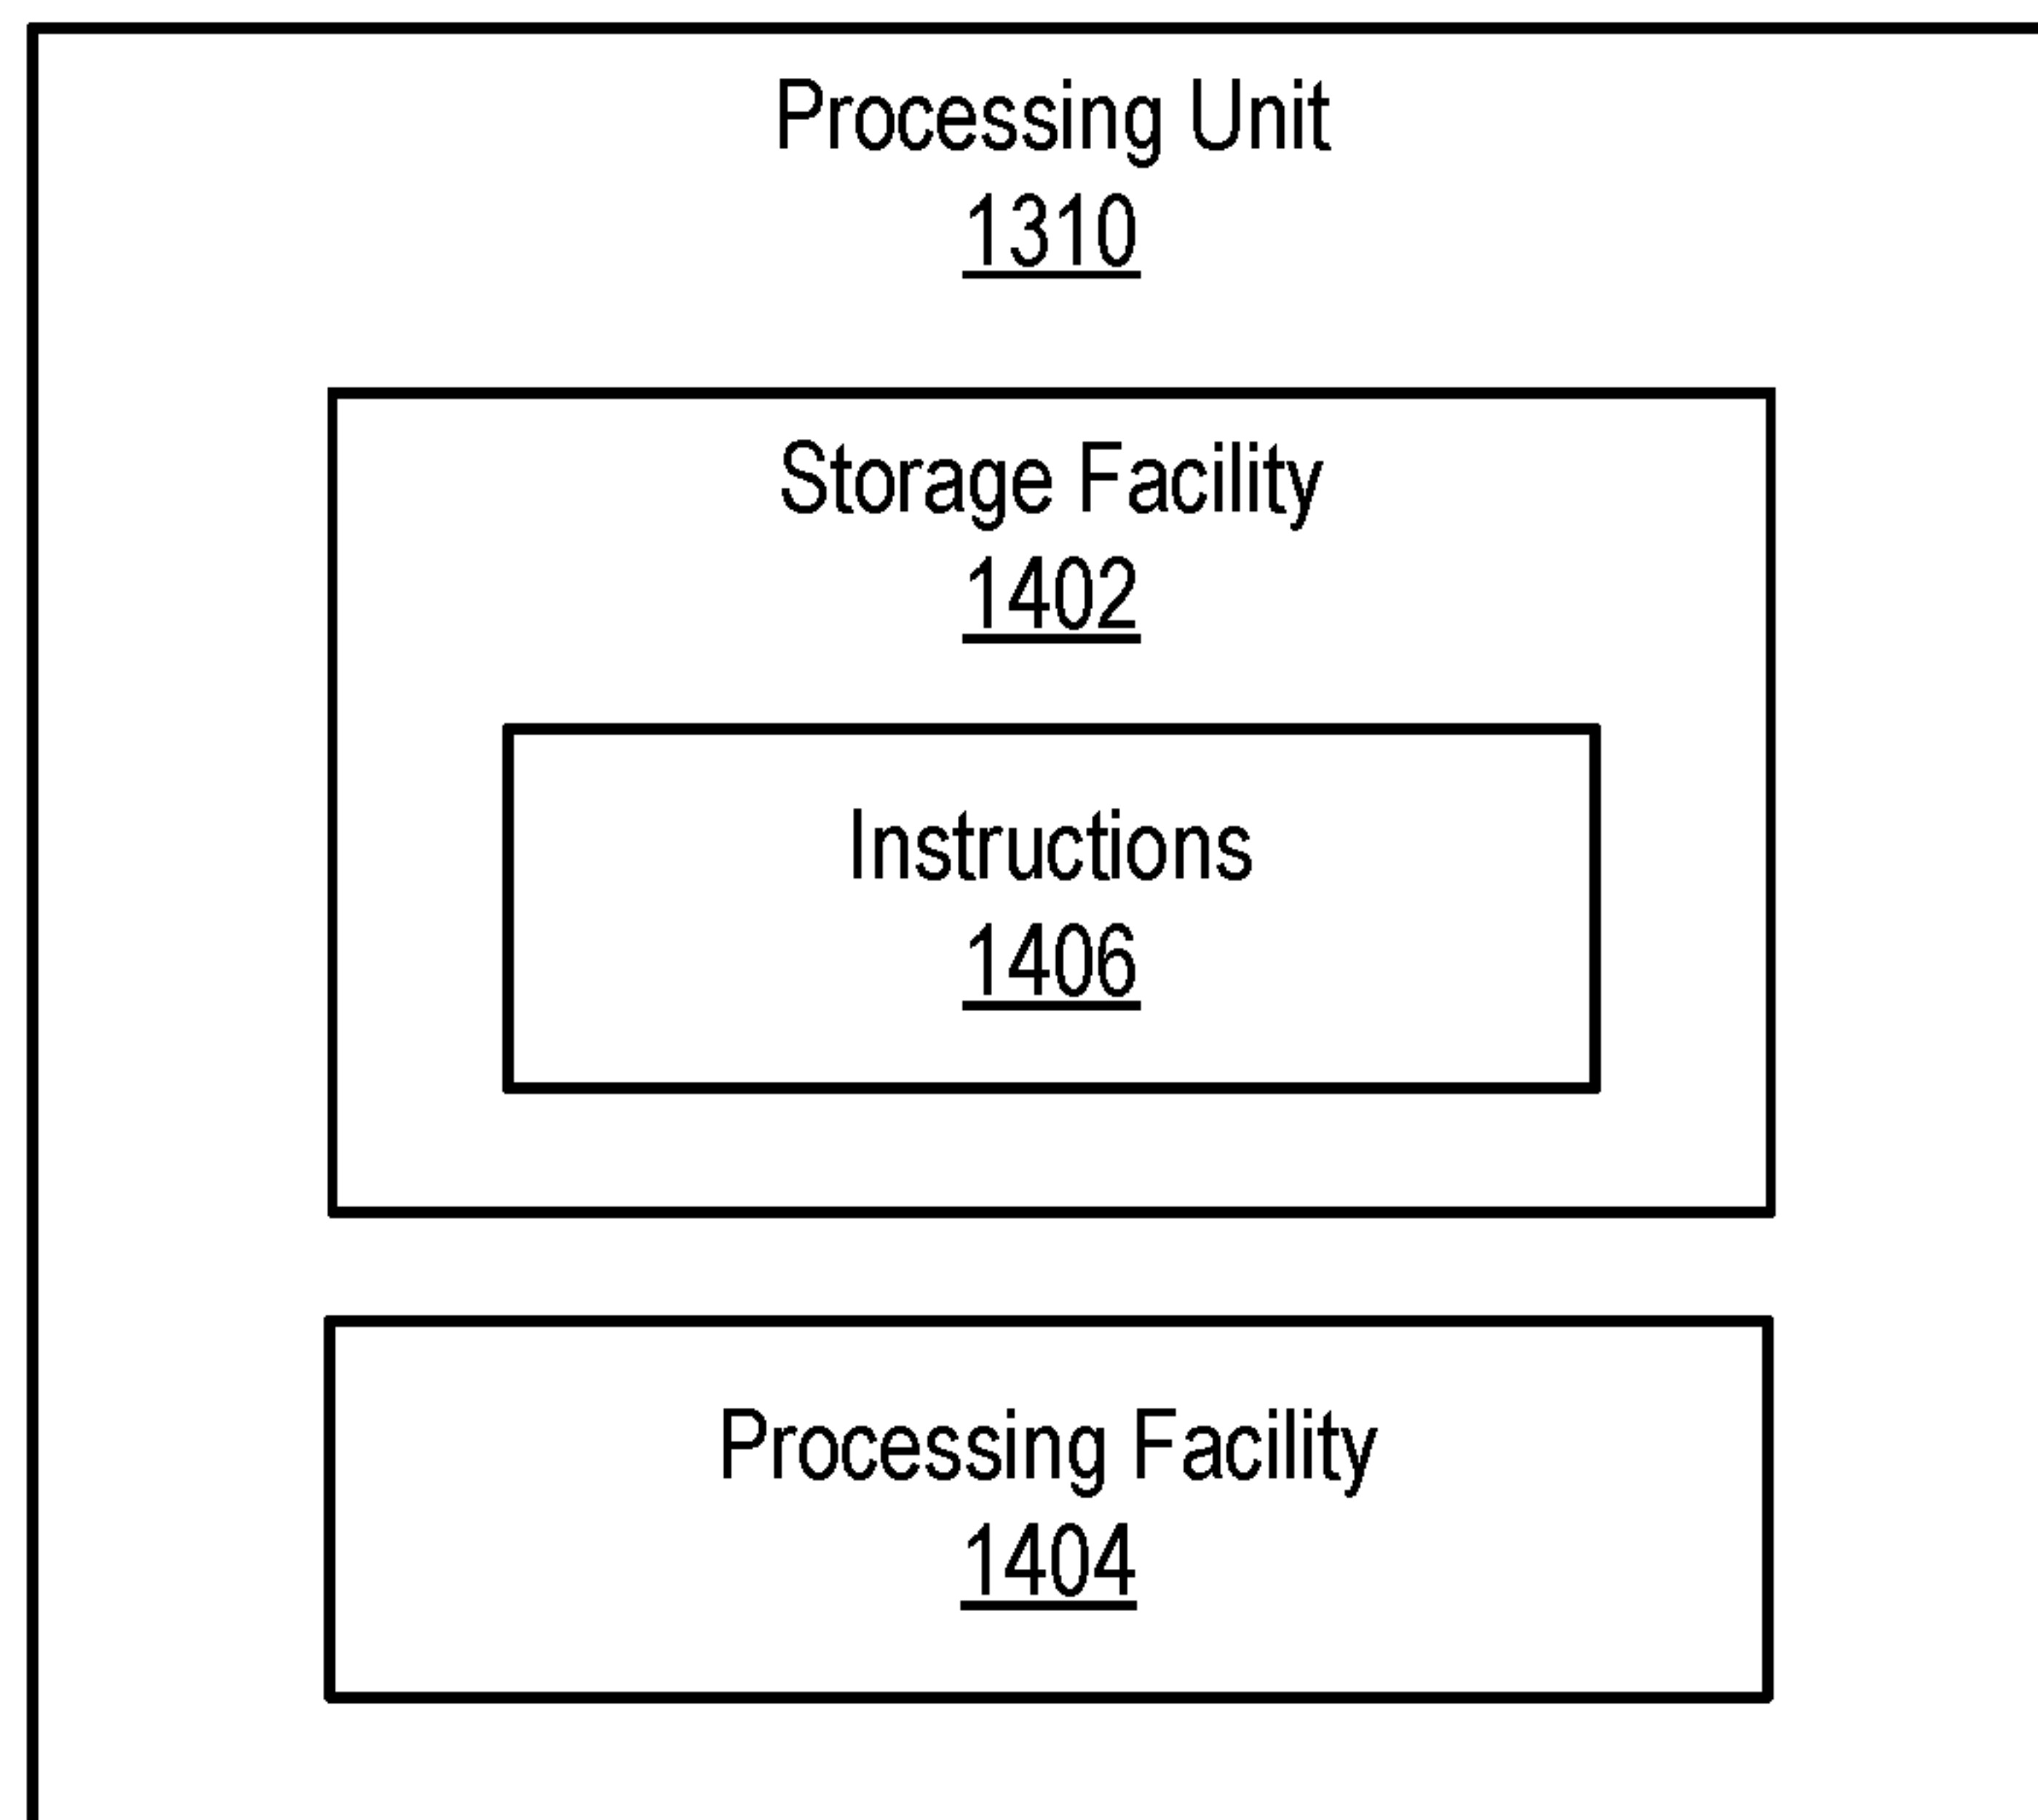 Processing Unit
1310
Storage Facility
1402
Instructions
1406
Processing Facility
1404